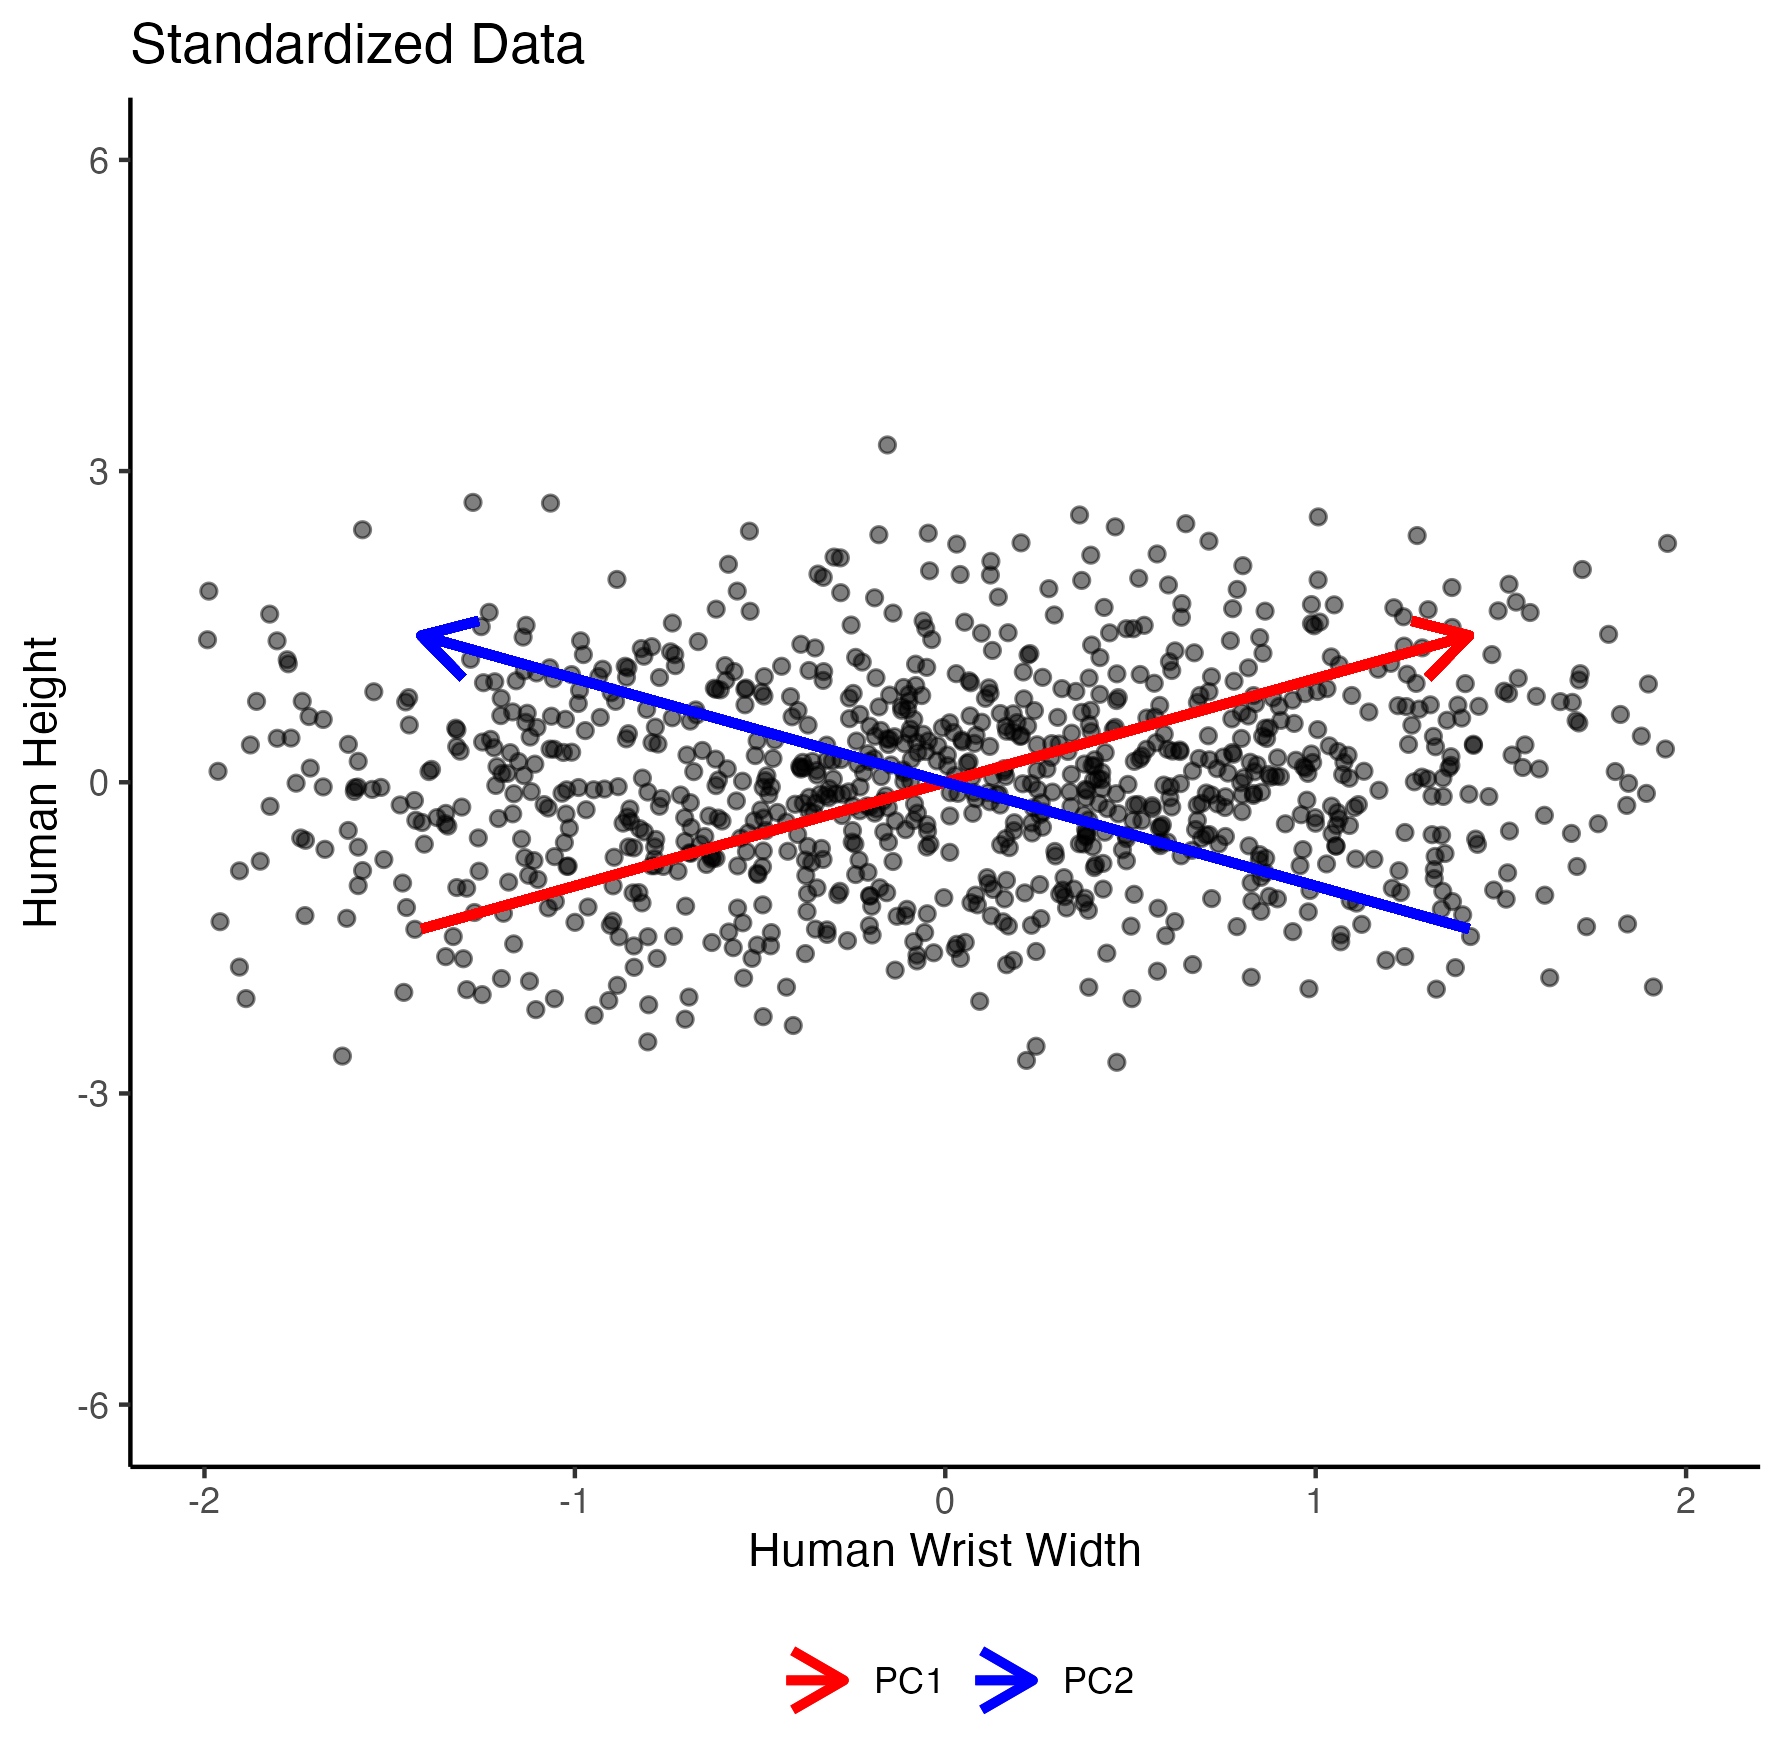 Standardized Data
6
3
0
-3
-6
Human Height
-2 -1 0 1 2
Human Wrist Width
PC1 PC2